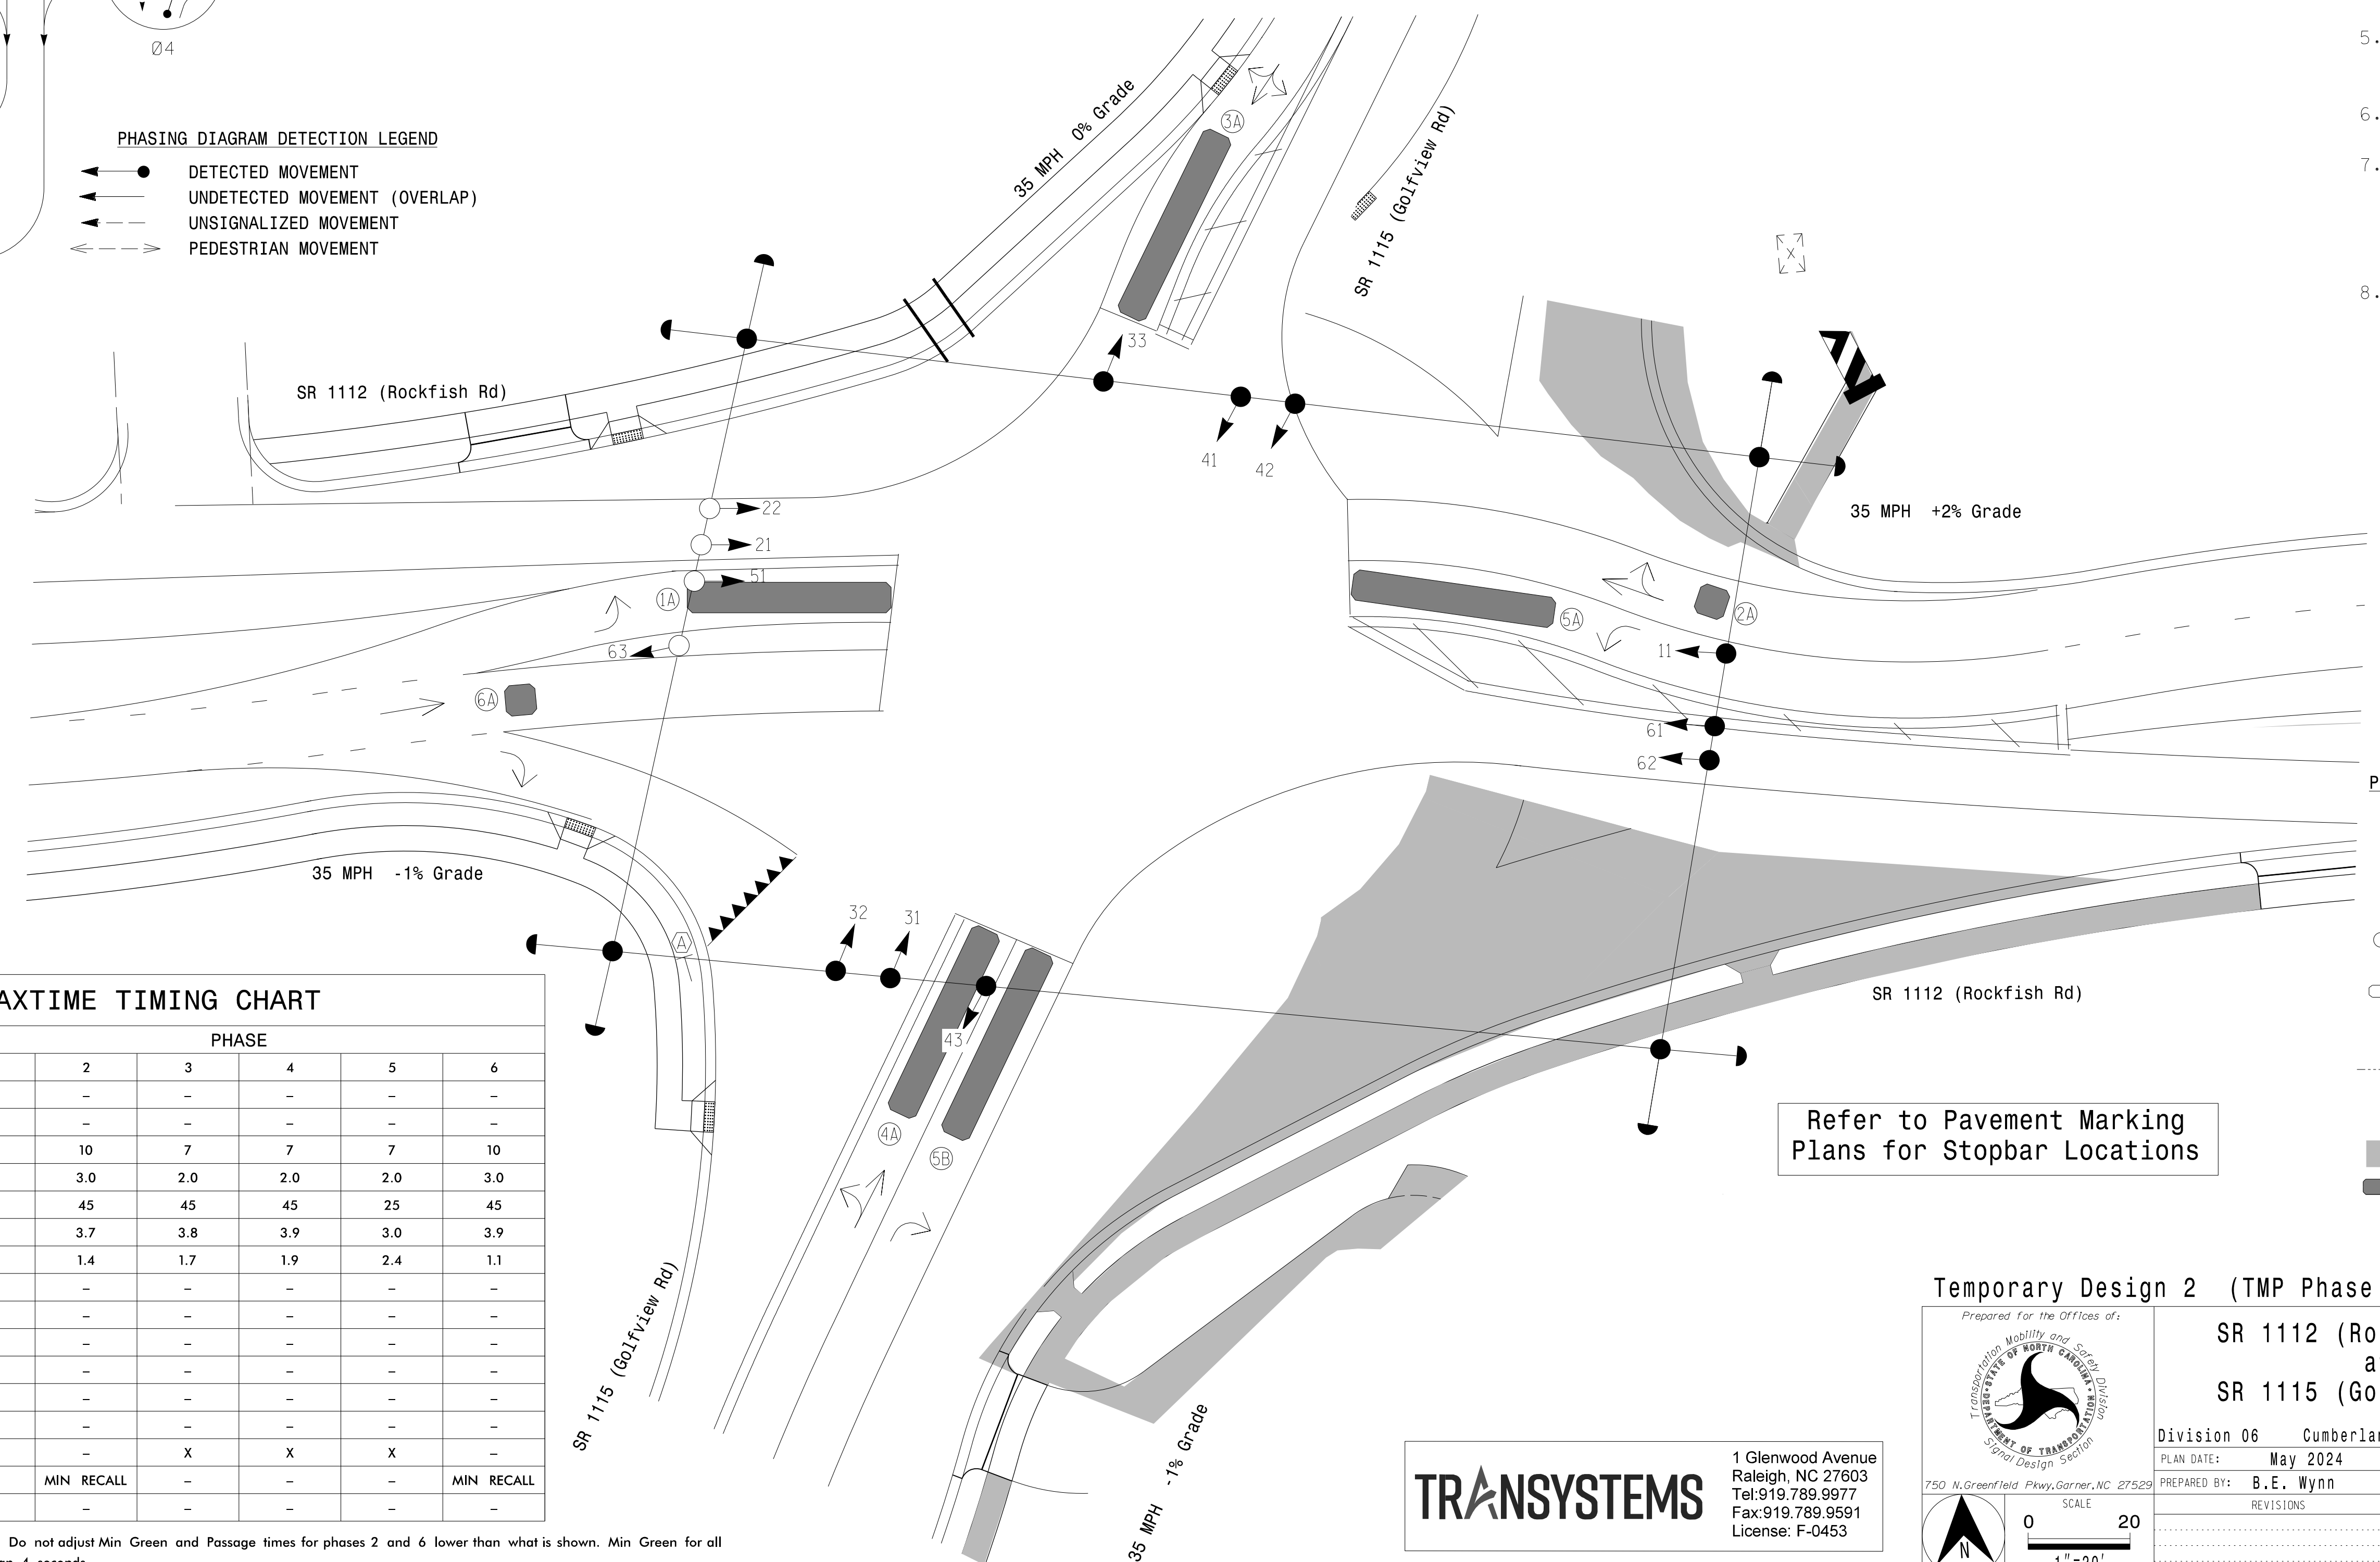 Ø4
PHASING DIAGRAM DETECTION LEGEND
DETECTED MOVEMENT
UNDETECTED MOVEMENT (OVERLAP)
UNSIGNALIZED MOVEMENT
PEDESTRIAN MOVEMENT
5.
6.
7.
8.
35 MPH 0% Grade
3A
SR 1115 (Golfview Rd)
X
33
41
42
SR 1112 (Rockfish Rd)
35 MPH +2% Grade
22
21
51
1A
63
6A
5A
2A
11
61
62
35 MPH -1% Grade
A
32
31
43
4A
5B
SR 1112 (Rockfish Rd)
SR 1115 (Golfview Rd)
35 MPH -1% Grade
AXTIME TIMING CHART
PHASE
2 3 4 5 6
– – – – –
– – – – –
10 7 7 7 10
3.0 2.0 2.0 2.0 3.0
45 45 45 25 45
3.7 3.8 3.9 3.0 3.9
1.4 1.7 1.9 2.4 1.1
– – – – –
– – – – –
– – – – –
– – – – –
– – – – –
– – – – –
– X X X –
MIN RECALL – – – MIN RECALL
– – – – –
Do not adjust Min Green and Passage times for phases 2 and 6 lower than what is shown. Min Green for all
4 seconds.
Refer to Pavement Marking
Plans for Stopbar Locations
TRANSYSTEMS
1 Glenwood Avenue
Raleigh, NC 27603
Tel:919.789.9977
Fax:919.789.9591
License: F-0453
Temporary Design 2 (TMP Phase
Prepared for the Offices of:
Transportation Mobility and Safety Division
STATE OF NORTH CAROLINA
DEPARTMENT OF TRANSPORTATION
Signal Design Section
750 N.Greenfield Pkwy,Garner,NC 27529
SR 1112 (Ro
a
SR 1115 (Go
Division 06 Cumberlan
PLAN DATE: May 2024
PREPARED BY: B.E. Wynn
REVISIONS
SCALE
0 20
1"=20'
N
P